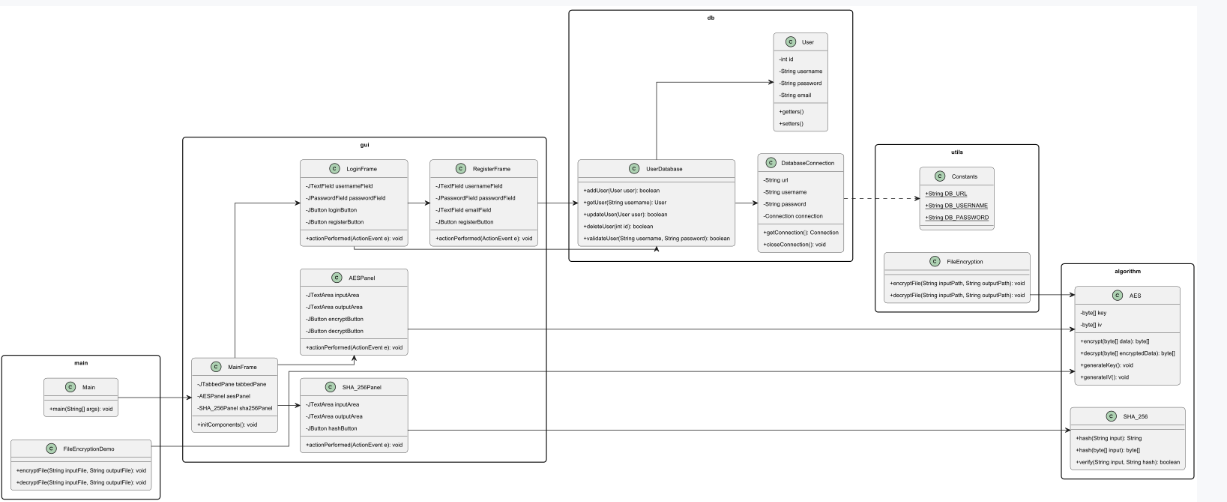 db
C User
-int id
-String username
-String password
-String email
+getters()
+setters()
gui
C LoginFrame
-JTextField usernameField
-JPasswordField passwordField
-JButton loginButton
-JButton registerButton
+actionPerformed(ActionEvent e): void
C RegisterFrame
-JTextField usernameField
-JPasswordField passwordField
-JTextField emailField
-JButton registerButton
+actionPerformed(ActionEvent e): void
C UserDatabase
+addUser(User user): boolean
+getUser(String username): User
+updateUser(User user): boolean
+deleteUser(int id): boolean
+validateUser(String username, String password): boolean
C DatabaseConnection
-String url
-String username
-String password
-Connection connection
+getConnection(): Connection
+closeConnection(): void
utils
C Constants
+String DB_URL
+String DB_USERNAME
+String DB_PASSWORD
C FileEncryption
+encryptFile(String inputPath, String outputPath): void
+decryptFile(String inputPath, String outputPath): void
C AESPanel
-JTextArea inputArea
-JTextArea outputArea
-JButton encryptButton
-JButton decryptButton
+actionPerformed(ActionEvent e): void
algorithm
C AES
-byte[] key
-byte[] iv
+encrypt(byte[] data): byte[]
+decrypt(byte[] encryptedData): byte[]
+generateKey(): void
+generateIV(): void
main
C Main
+main(String[] args): void
C MainFrame
-JTabbedPane tabbedPane
-AESPanel aesPanel
-SHA_256Panel sha256Panel
+initComponents(): void
C SHA_256Panel
-JTextArea inputArea
-JTextArea outputArea
-JButton hashButton
+actionPerformed(ActionEvent e): void
C SHA_256
+hash(String input): String
+hash(byte[] input): byte[]
+verify(String input, String hash): boolean
C FileEncryptionDemo
+encryptFile(String inputFile, String outputFile): void
+decryptFile(String inputFile, String outputFile): void